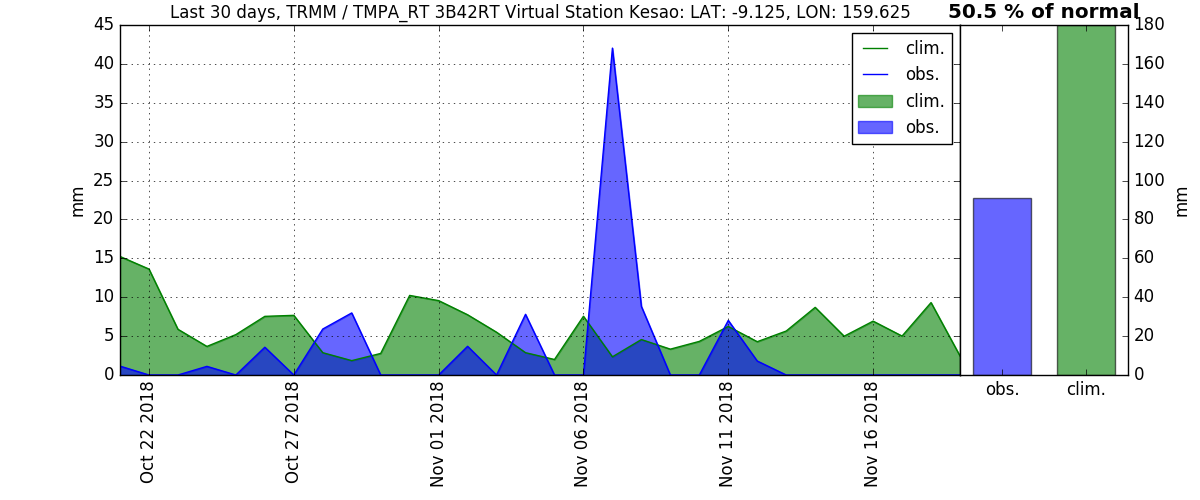 Last 30 days, TRMM / TMPA_RT 3B42RT Virtual Station Kesao: LAT: -9.125, LON: 159.625
50.5 % of normal
45
40
35
30
25
20
15
10
5
0
mm
clim.
obs.
clim.
obs.
180
160
140
120
100
80
60
40
20
0
mm
obs.
clim.
Oct 22 2018
Oct 27 2018
Nov 01 2018
Nov 06 2018
Nov 11 2018
Nov 16 2018